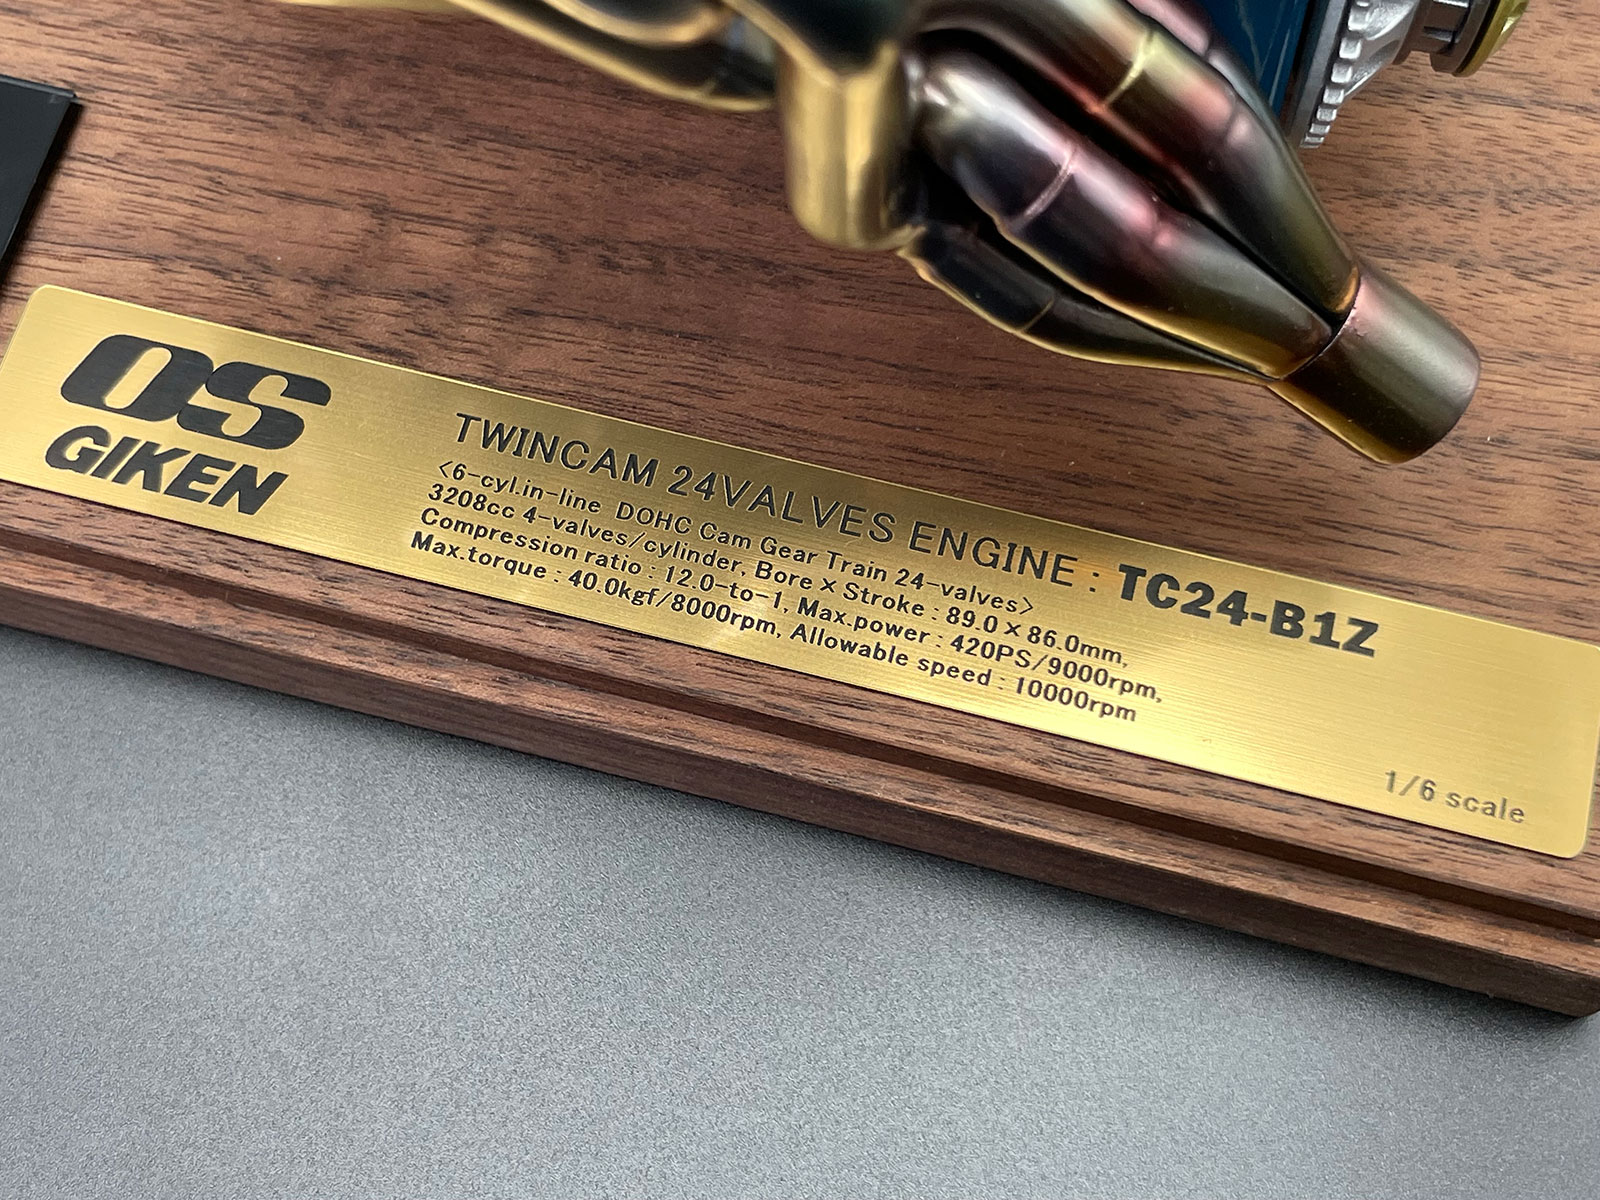 OS
GIKEN
TWINCAM 24VALVES ENGINE : TC24-B1Z
<6-cyl.in-line DOHC Cam Gear Train 24-valves>
3208cc 4-valves/cylinder, Bore × Stroke : 89.0 × 86.0mm,
Compression ratio : 12.0-to-1, Max.power : 420PS/9000rpm,
Max.torque : 40.0kgf/8000rpm, Allowable speed : 10000rpm
1/6 scale